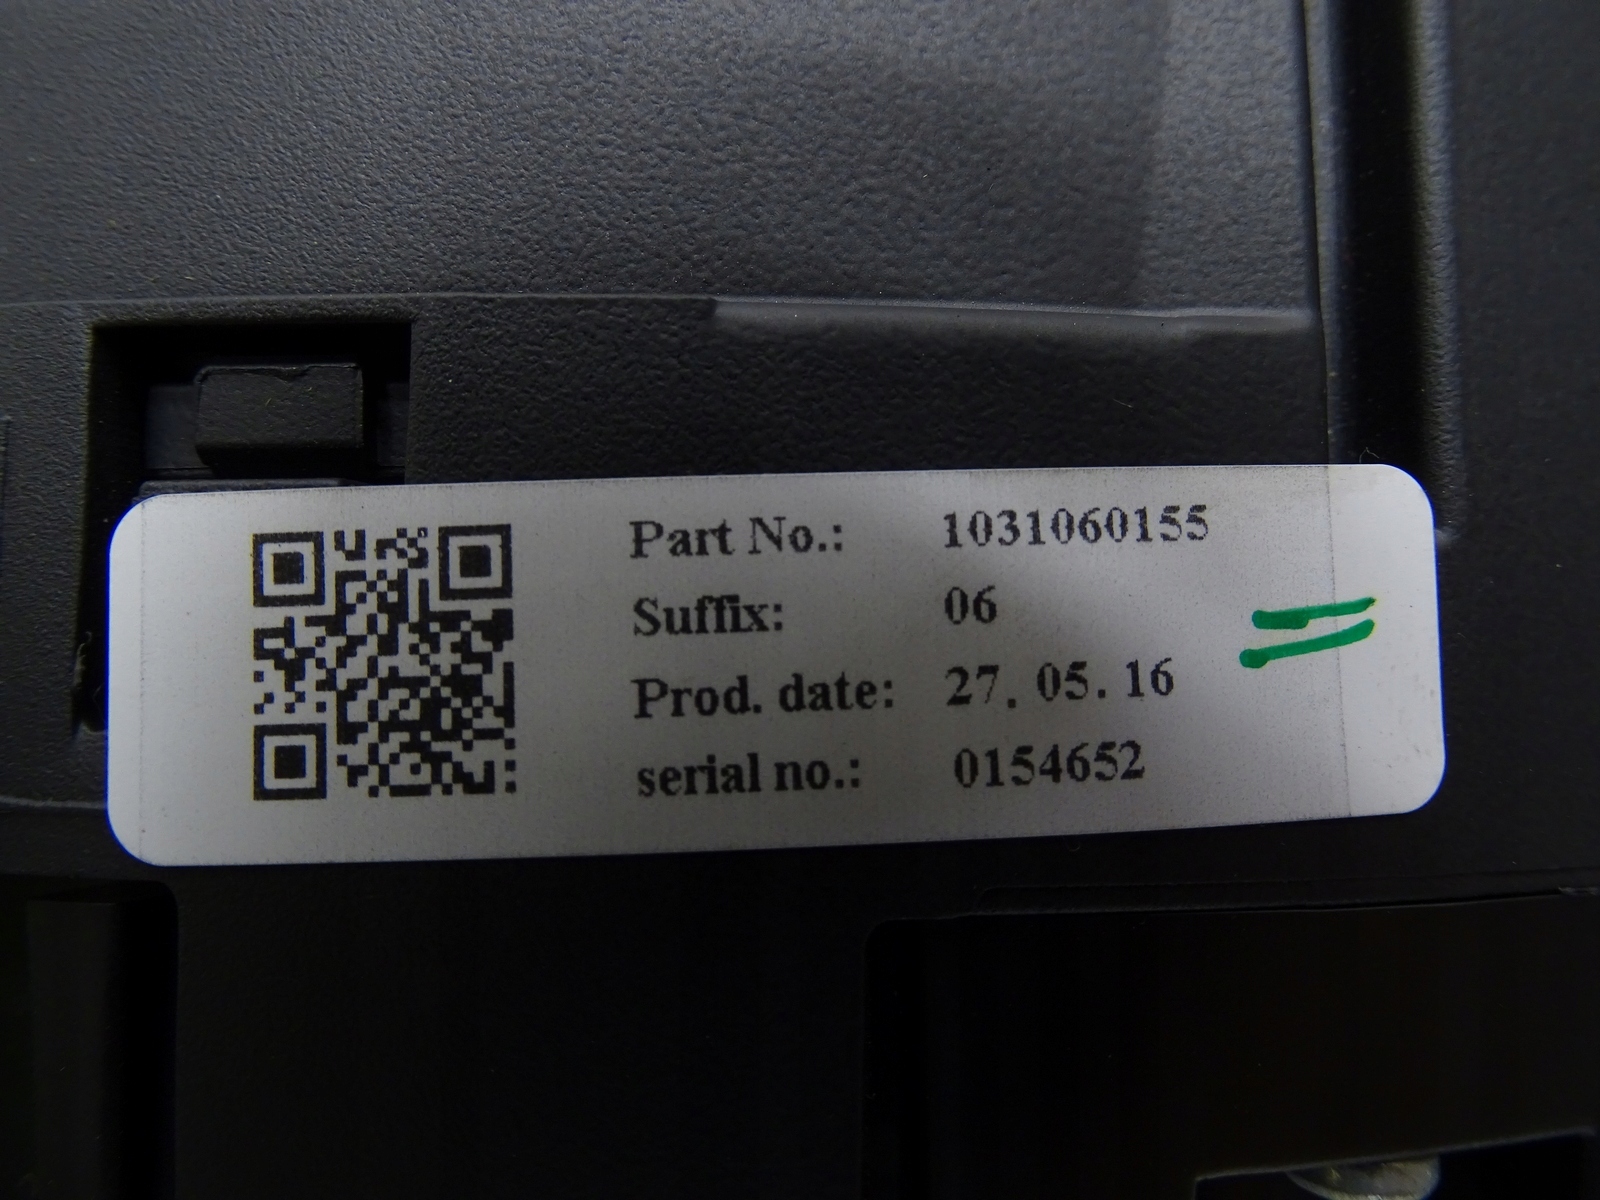 Part No.: 1031060155
Suffix: 06
Prod. date: 27. 05. 16
serial no.: 0154652